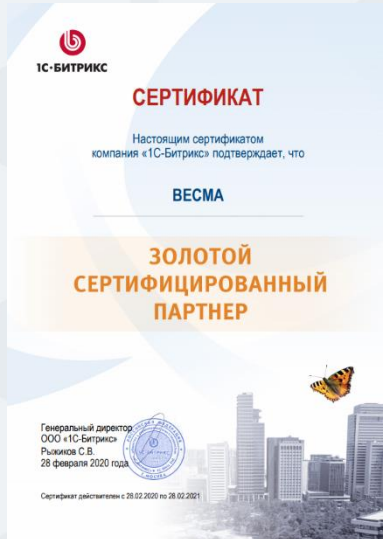 1С·БИТРИКС
СЕРТИФИКАТ
Настоящим сертификатом
компания «1С-Битрикс» подтверждает, что
ВЕСМА
ЗОЛОТОЙ
СЕРТИФИЦИРОВАННЫЙ
ПАРТНЕР
Генеральный директор
ООО «1С-Битрикс»
Рыжиков С.В.
28 февраля 2020 года
Сертификат действителен с 28.02.2020 по 28.02.2021